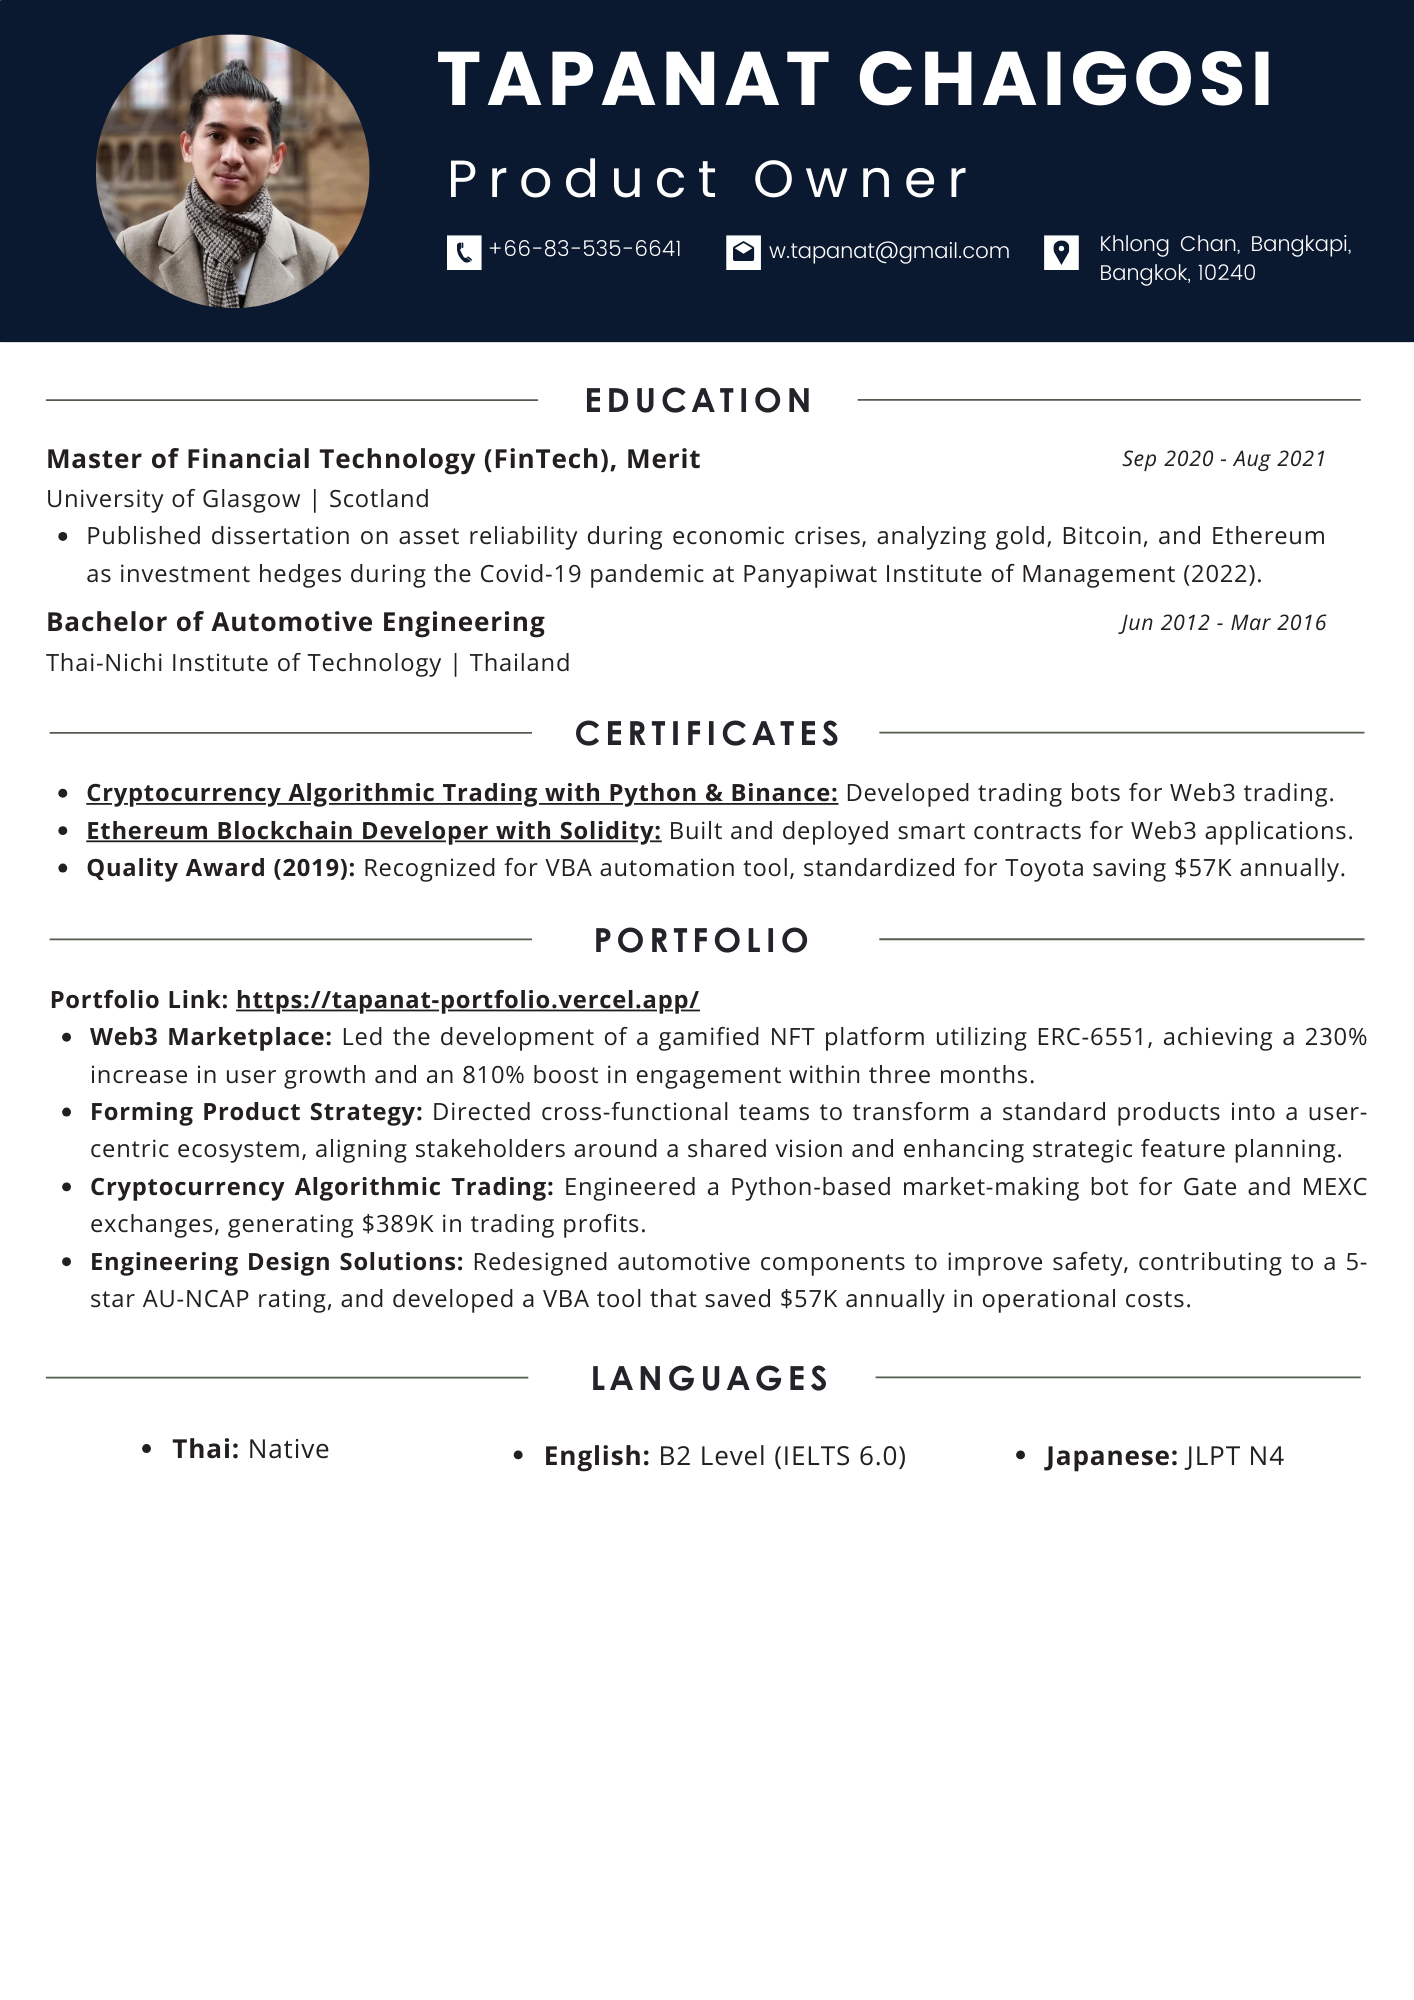 TAPANAT CHAIGOSI
Product Owner
+66-83-535-6641
w.tapanat@gmail.com
Khlong Chan, Bangkapi,
Bangkok, 10240
EDUCATION
Master of Financial Technology (FinTech), Merit
Sep 2020 - Aug 2021
University of Glasgow | Scotland
• Published dissertation on asset reliability during economic crises, analyzing gold, Bitcoin, and Ethereum
as investment hedges during the Covid-19 pandemic at Panyapiwat Institute of Management (2022).
Bachelor of Automotive Engineering
Jun 2012 - Mar 2016
Thai-Nichi Institute of Technology | Thailand
CERTIFICATES
• Cryptocurrency Algorithmic Trading with Python & Binance: Developed trading bots for Web3 trading.
• Ethereum Blockchain Developer with Solidity: Built and deployed smart contracts for Web3 applications.
• Quality Award (2019): Recognized for VBA automation tool, standardized for Toyota saving $57K annually.
PORTFOLIO
Portfolio Link: https://tapanat-portfolio.vercel.app/
• Web3 Marketplace: Led the development of a gamified NFT platform utilizing ERC-6551, achieving a 230%
increase in user growth and an 810% boost in engagement within three months.
• Forming Product Strategy: Directed cross-functional teams to transform a standard products into a user-
centric ecosystem, aligning stakeholders around a shared vision and enhancing strategic feature planning.
• Cryptocurrency Algorithmic Trading: Engineered a Python-based market-making bot for Gate and MEXC
exchanges, generating $389K in trading profits.
• Engineering Design Solutions: Redesigned automotive components to improve safety, contributing to a 5-
star AU-NCAP rating, and developed a VBA tool that saved $57K annually in operational costs.
LANGUAGES
• Thai: Native
• English: B2 Level (IELTS 6.0)
• Japanese: JLPT N4